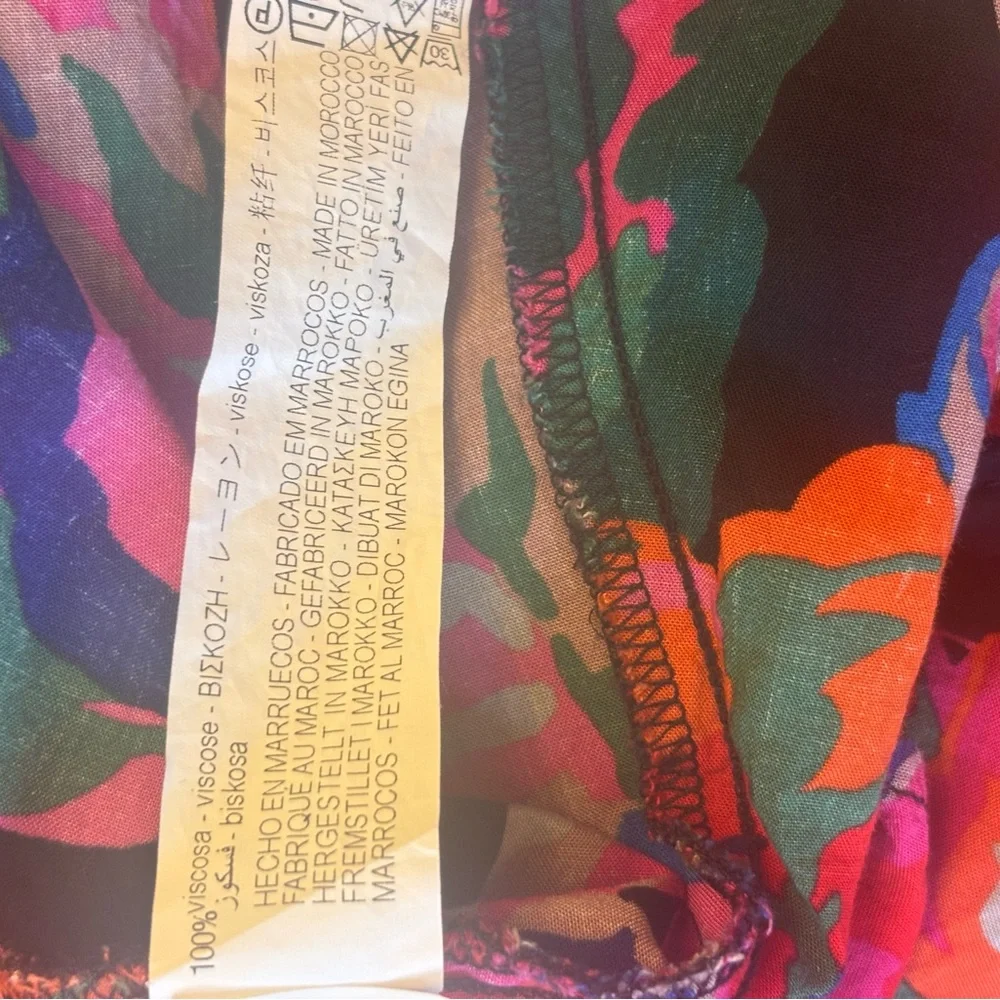 100%viscosa - viscose - ΒΙΣΚΟΖΗ - レーヨン - viskose - viskoza - 粘纤 - 비스코스
فسكوز - biskosa
HECHO EN MARRUECOS - FABRICADO EM MARROCOS - MADE IN MOROCCO
FABRIQUÉ AU MAROC - GEFABRICEERD IN MAROKKO - FATTO IN MAROCCO
HERGESTELLT IN MAROKKO - ΚΑΤΑΣΚΕΥΗ ΜΑΡΟΚΟ - ÜRETİM YERİ FAS
FREMSTILLET I MAROKKO - DIBUAT DI MAROKO - صنع في المغرب - FEITO EN
MARROCOS - FET AL MARROC - MAROKON EGINA
30